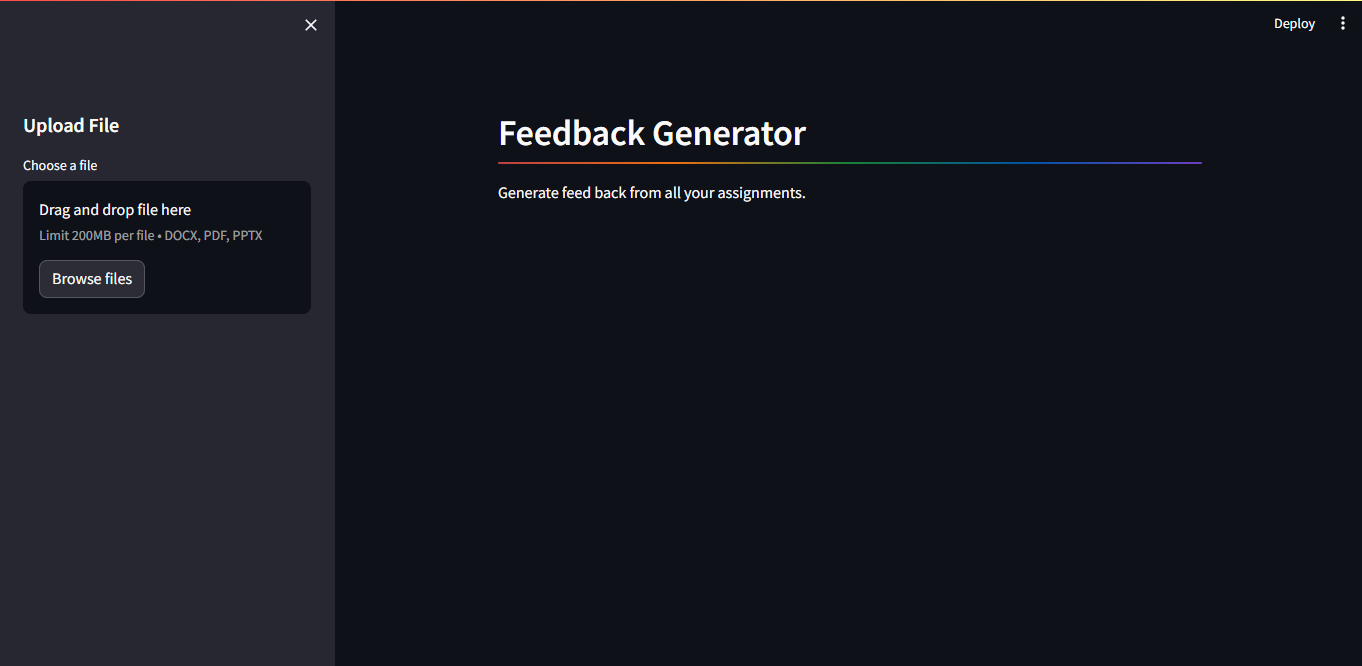 Deploy
Upload File
Choose a file
Drag and drop file here
Limit 200MB per file • DOCX, PDF, PPTX
Browse files
Feedback Generator
Generate feed back from all your assignments.